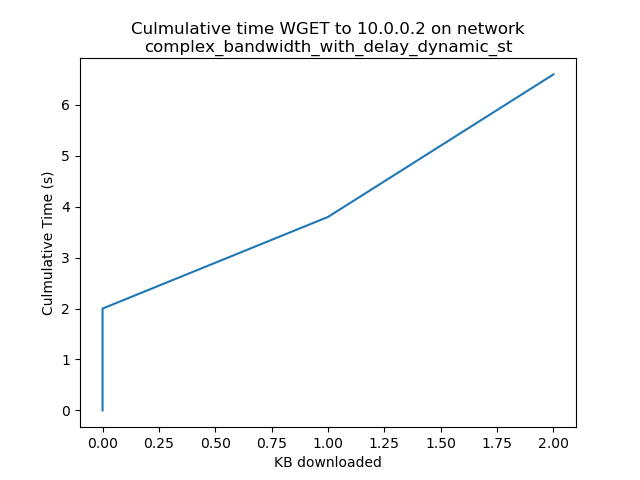 Culmulative time WGET to 10.0.0.2 on network
complex_bandwidth_with_delay_dynamic_st
6
5
4
3
2
1
0
Culmulative Time (s)
0.00 0.25 0.50 0.75 1.00 1.25 1.50 1.75 2.00
KB downloaded